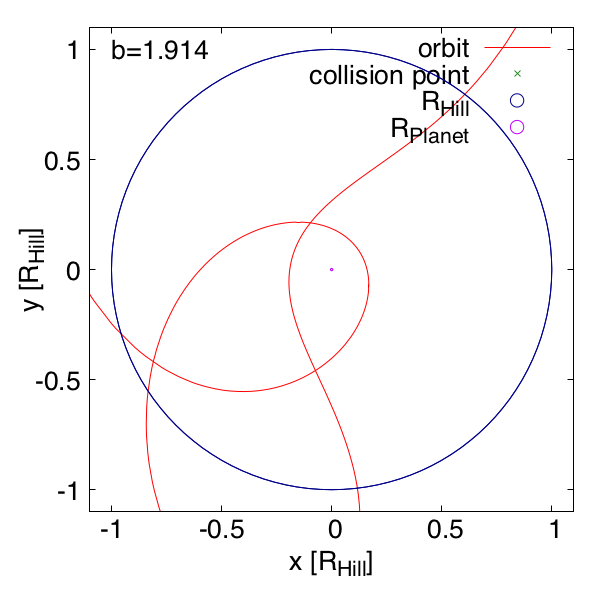 b=1.914
orbit
collision point
R_Hill
R_Planet
1
0.5
0
-0.5
-1
y [R_Hill]
-1
-0.5
0
0.5
1
x [R_Hill]